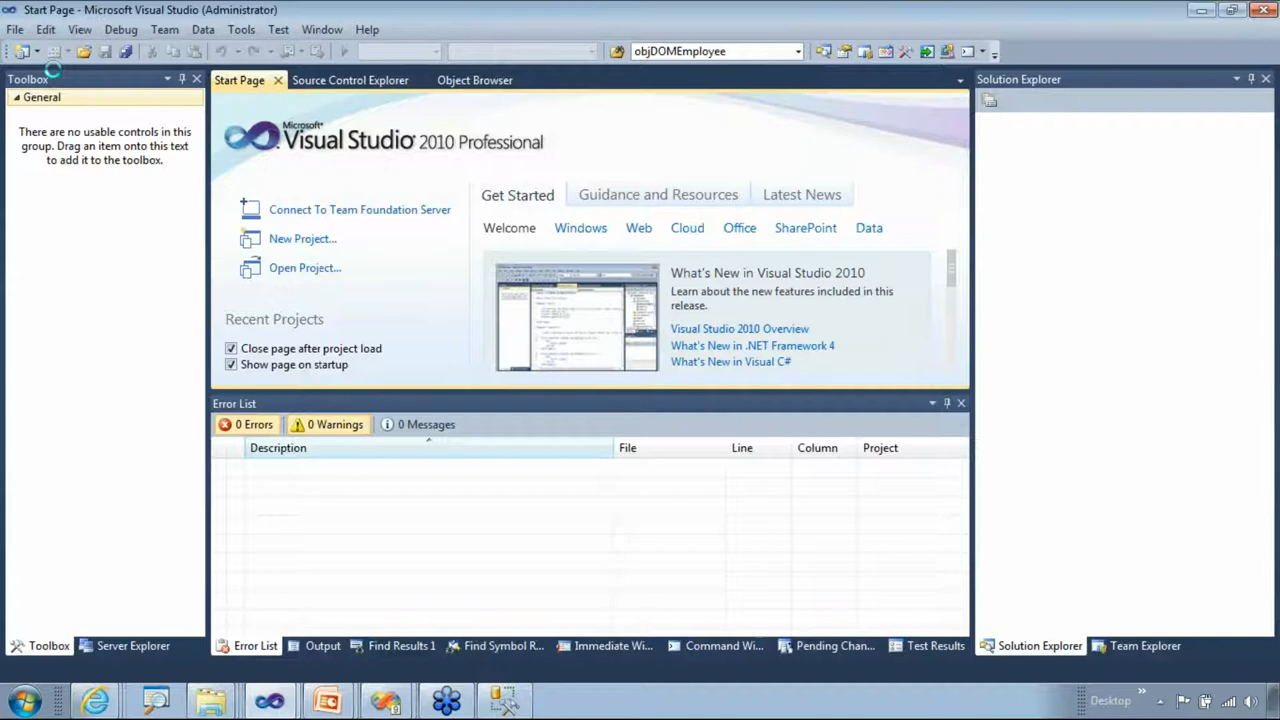 Start Page - Microsoft Visual Studio (Administrator)
File Edit View Debug Team Data Tools Test Window Help
objDOMEmployee
Toolbox
General
There are no usable controls in this
group. Drag an item onto this text
to add it to the toolbox.
Start Page Source Control Explorer Object Browser
Microsoft
Visual Studio 2010 Professional
Connect To Team Foundation Server
New Project...
Open Project...
Recent Projects
Close page after project load
Show page on startup
Get Started Guidance and Resources Latest News
Welcome Windows Web Cloud Office SharePoint Data
What's New in Visual Studio 2010
Learn about the new features included in this
release.
Visual Studio 2010 Overview
What's New in .NET Framework 4
What's New in Visual C#
Error List
0 Errors 0 Warnings 0 Messages
Description File Line Column Project
Solution Explorer
Toolbox Server Explorer Error List Output Find Results 1 Find Symbol R... Immediate Wi... Command Wi... Pending Chan... Test Results Solution Explorer Team Explorer
Desktop